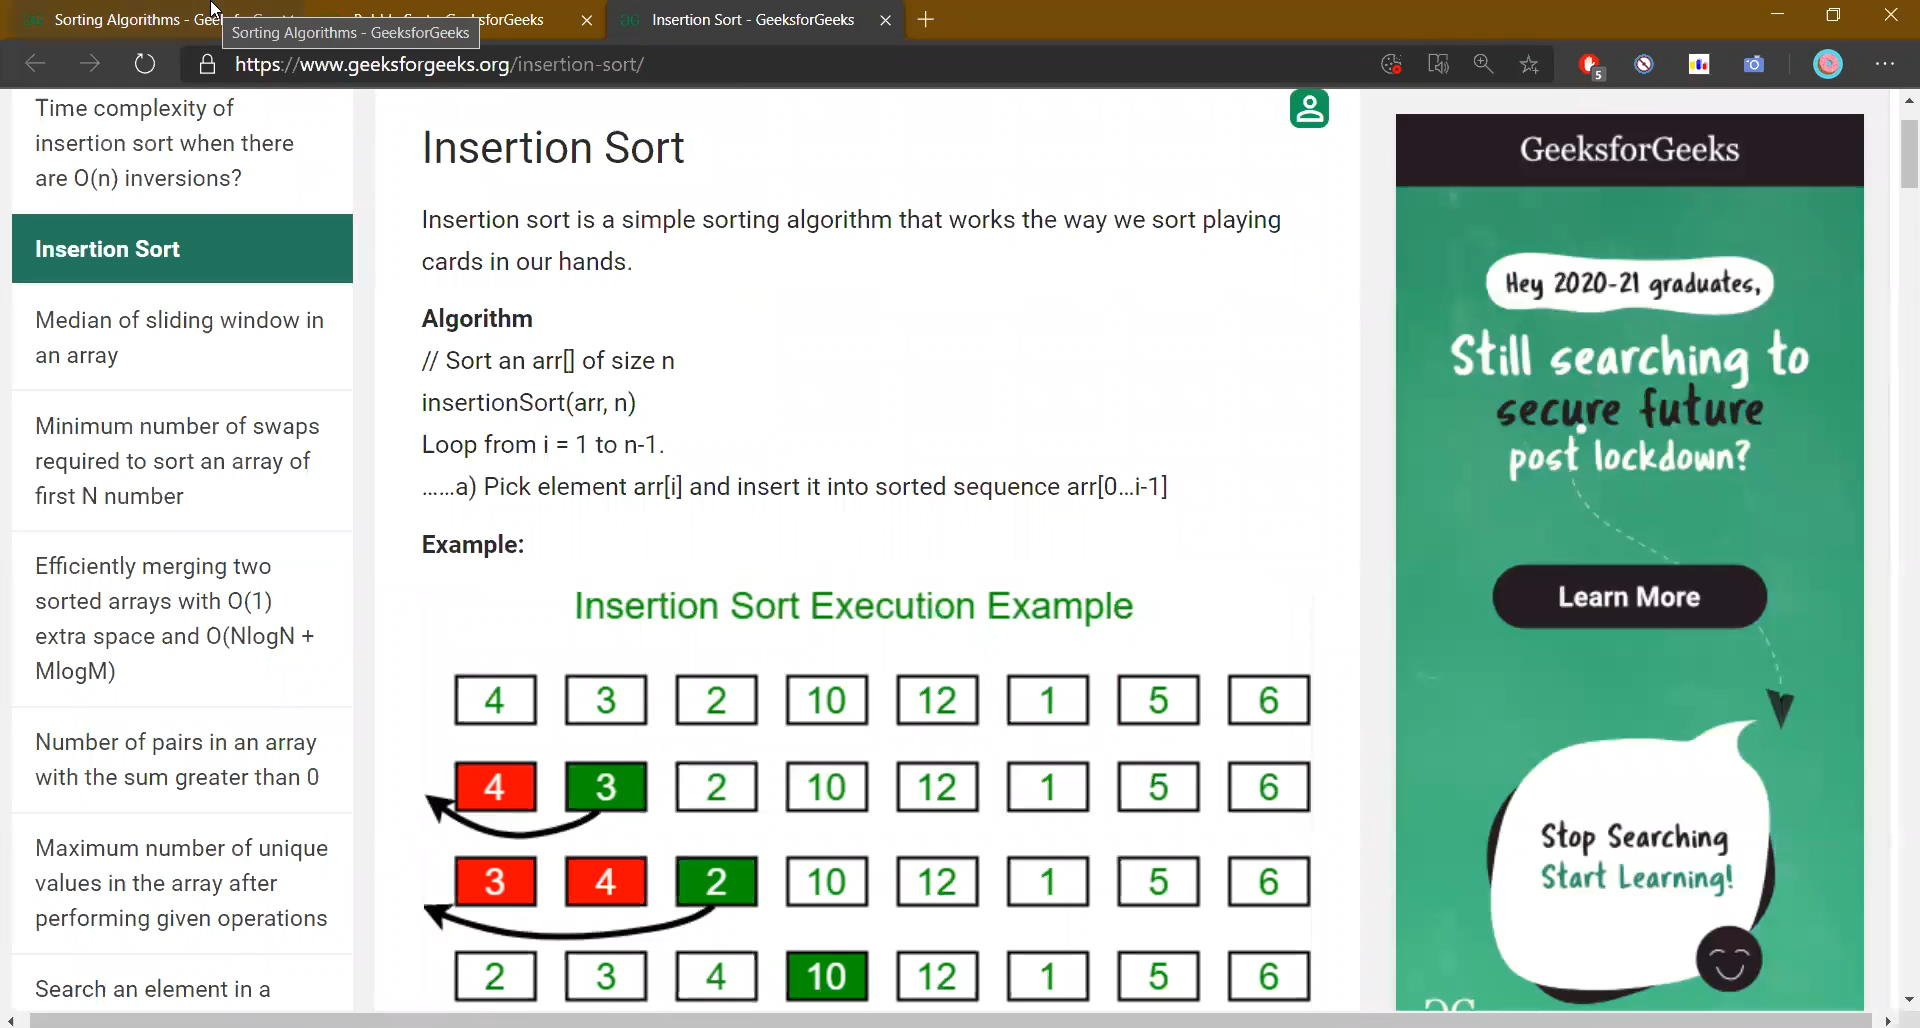 Sorting Algorithms - Gee
sforGeeks
Insertion Sort - GeeksforGeeks
Sorting Algorithms - GeeksforGeeks
https://www.geeksforgeeks.org/insertion-sort/
5
Time complexity of
insertion sort when there
are O(n) inversions?
Insertion Sort
Median of sliding window in
an array
Minimum number of swaps
required to sort an array of
first N number
Efficiently merging two
sorted arrays with O(1)
extra space and O(NlogN +
MlogM)
Number of pairs in an array
with the sum greater than 0
Maximum number of unique
values in the array after
performing given operations
Search an element in a
Insertion Sort
Insertion sort is a simple sorting algorithm that works the way we sort playing
cards in our hands.
Algorithm
// Sort an arr[] of size n
insertionSort(arr, n)
Loop from i = 1 to n-1.
……a) Pick element arr[i] and insert it into sorted sequence arr[0…i-1]
Example:
Insertion Sort Execution Example
4 3 2 10 12 1 5 6
4 3 2 10 12 1 5 6
3 4 2 10 12 1 5 6
2 3 4 10 12 1 5 6
GeeksforGeeks
Hey 2020-21 graduates,
Still searching to
secure future
post lockdown?
Learn More
Stop Searching
Start Learning!